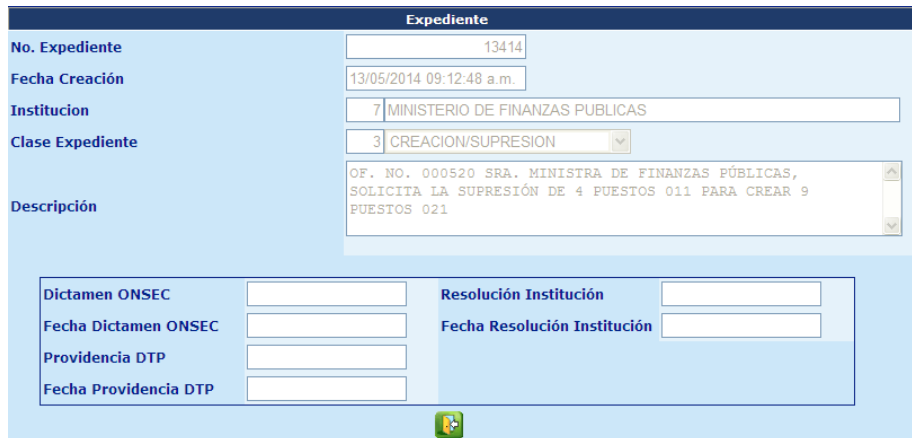 Expediente
No. Expediente 13414
Fecha Creación 13/05/2014 09:12:48 a.m.
Institucion 7 MINISTERIO DE FINANZAS PUBLICAS
Clase Expediente 3 CREACION/SUPRESION
Descripción
OF. NO. 000520 SRA. MINISTRA DE FINANZAS PÚBLICAS,
SOLICITA LA SUPRESIÓN DE 4 PUESTOS 011 PARA CREAR 9
PUESTOS 021
Dictamen ONSEC Resolución Institución
Fecha Dictamen ONSEC Fecha Resolución Institución
Providencia DTP
Fecha Providencia DTP